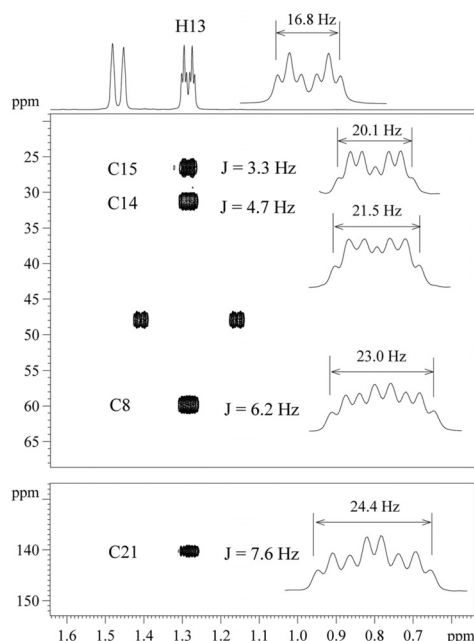 H13
16.8 Hz
ppm
25
30
35
40
45
50
55
60
65
C15
J = 3.3 Hz
20.1 Hz
C14
J = 4.7 Hz
21.5 Hz
C8
J = 6.2 Hz
23.0 Hz
ppm
140
150
C21
J = 7.6 Hz
24.4 Hz
1.6 1.5 1.4 1.3 1.2 1.1 1.0 0.9 0.8 0.7 ppm